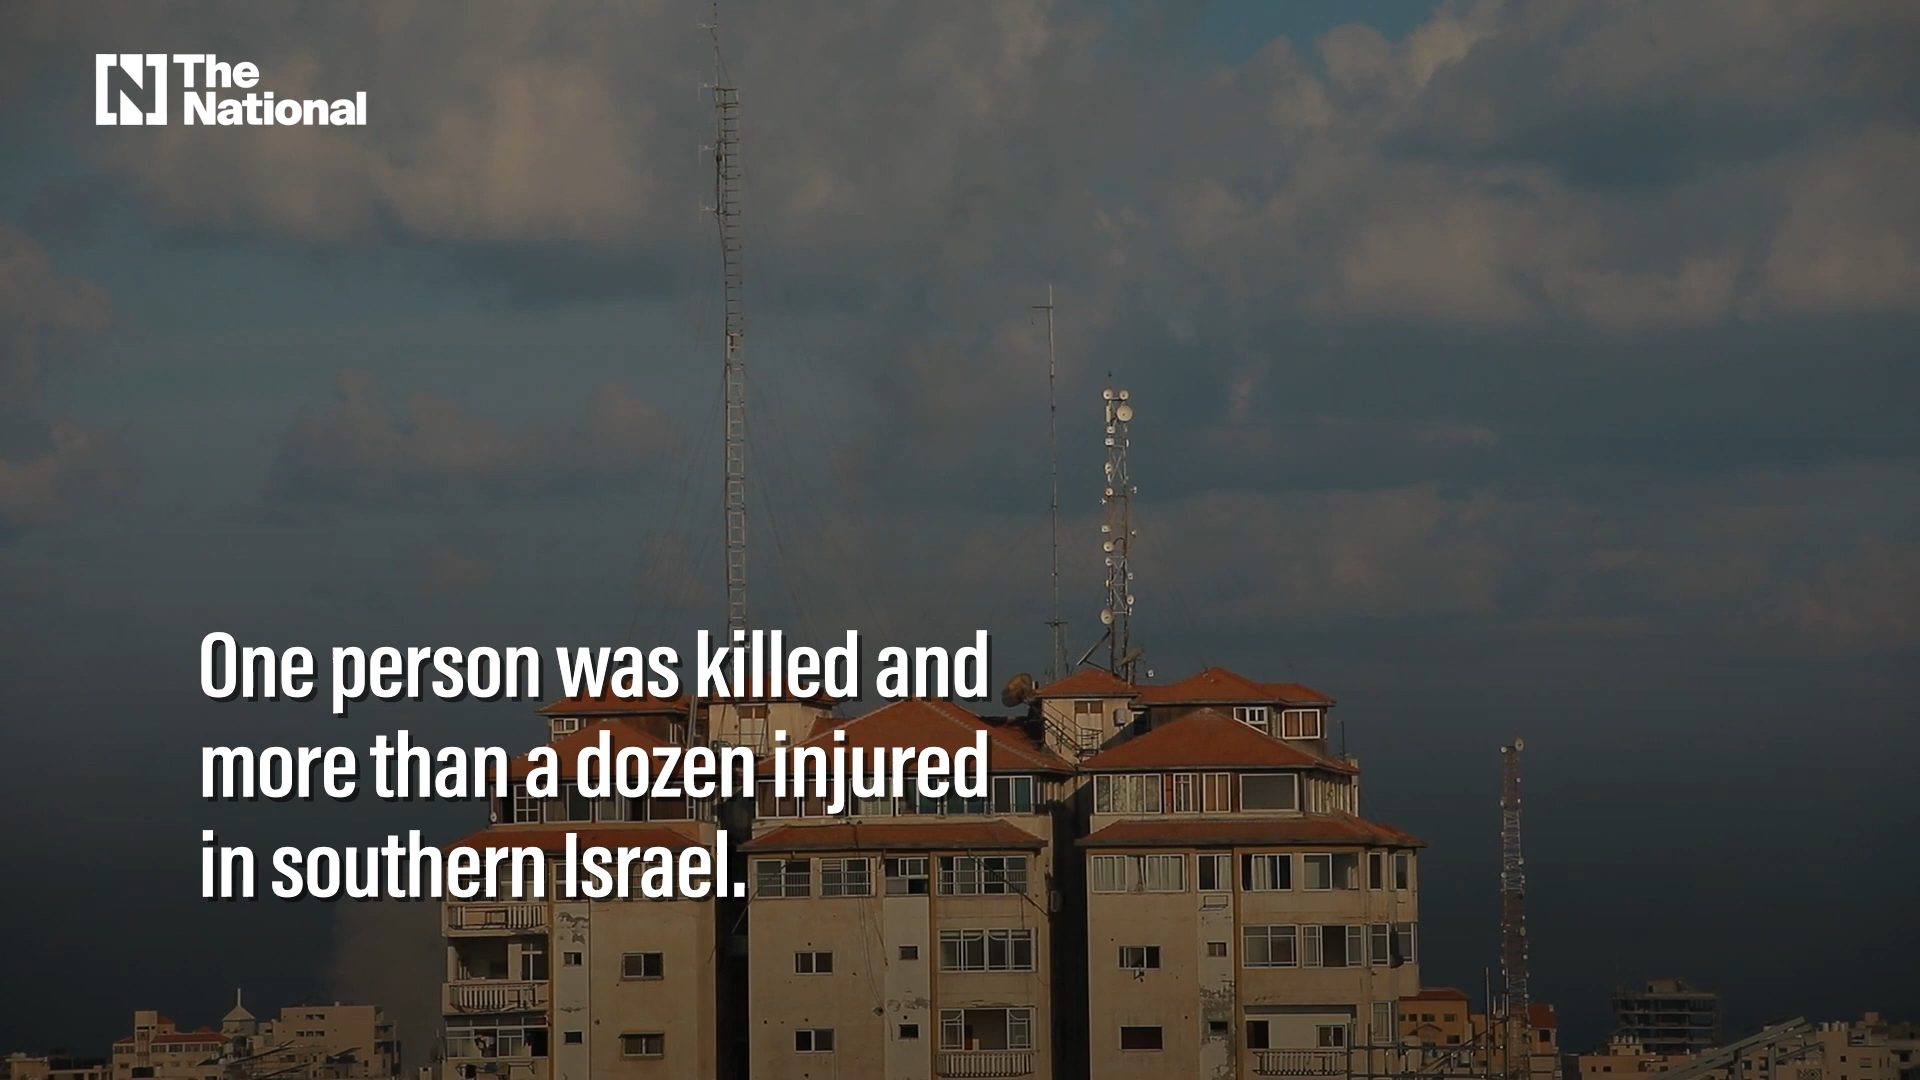 The
National
One person was killed and
more than a dozen injured
in southern Israel.